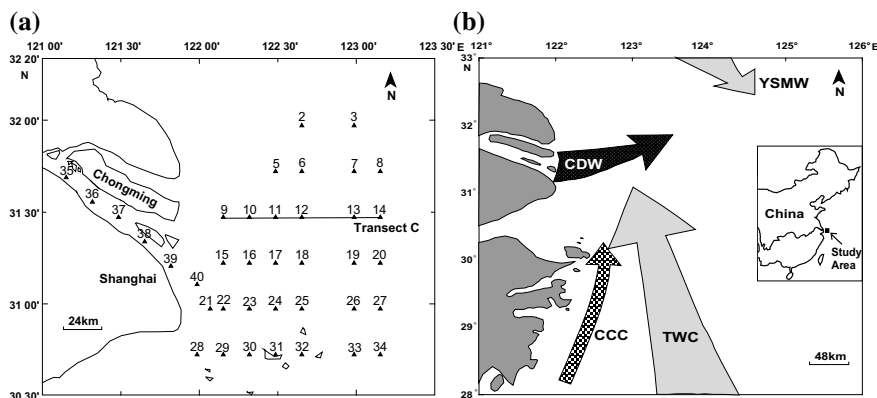 (a)
121 00' 121 30' 122 00' 122 30' 123 00' 123 30' E
32 20'
N
N
32 00'
2 3
5 6 7 8
35
Chongming
36
31 30'
37 9 10 11 12 13 14
Transect C
38
39 15 16 17 18 19 20
Shanghai
40
31 00'
21 22 23 24 25 26 27
24km
28 29 30 31 32 33 34
30 30'
(b)
121° 122° 123° 124° 125° 126°
E
33
N
YSMW
N
32
CDW
31
China
Study
Area
30
29
CCC
TWC
48km
28